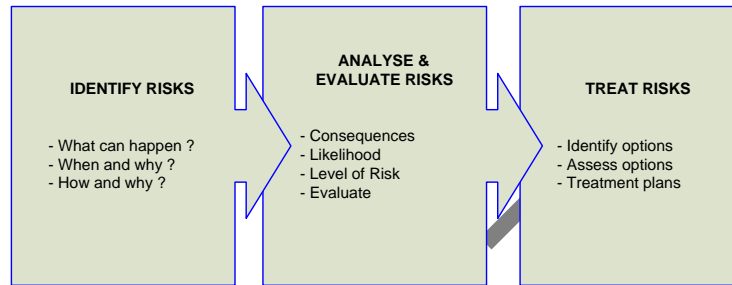 IDENTIFY RISKS
- What can happen ?
- When and why ?
- How and why ?
ANALYSE &
EVALUATE RISKS
- Consequences
- Likelihood
- Level of Risk
- Evaluate
TREAT RISKS
- Identify options
- Assess options
- Treatment plans